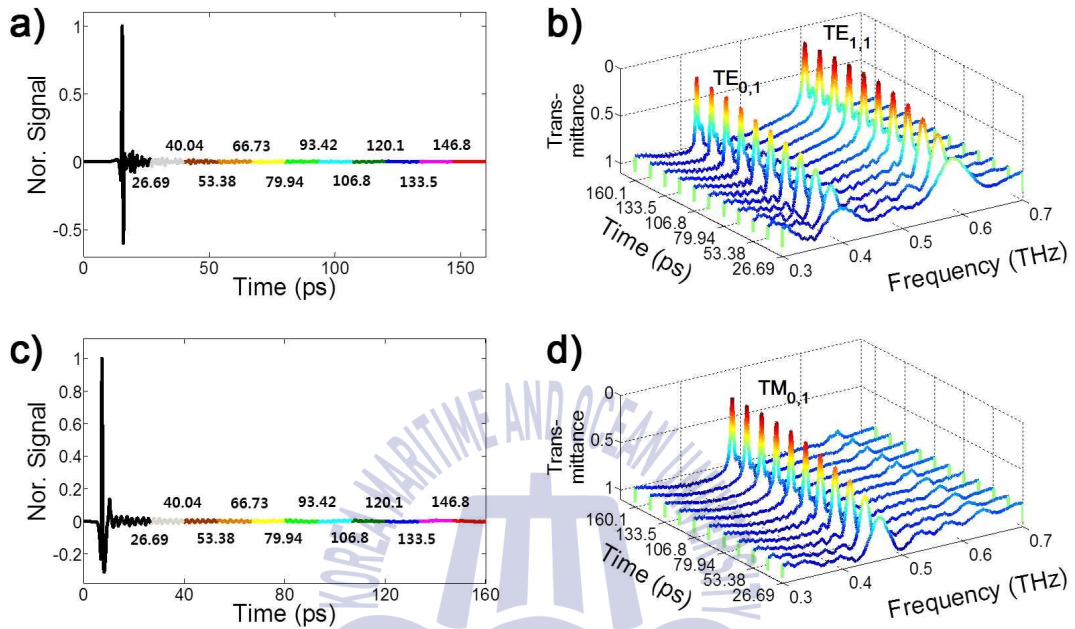 a)
Nor. Signal
1
0.5
0
-0.5
40.04 66.73 93.42 120.1 146.8
26.69 53.38 79.94 106.8 133.5
0 50 100 150
Time (ps)
b)
TE1,1
TE0,1
Trans-
mittance
0
0.5
1
160.1
133.5
106.8
79.94
53.38
26.69
Time (ps)
0.3 0.4 0.5 0.6 0.7
Frequency (THz)
c)
Nor. Signal
1
0.8
0.6
0.4
0.2
0
-0.2
40.04 66.73 93.42 120.1 146.8
26.69 53.38 79.94 106.8 133.5
0 40 80 120 160
Time (ps)
d)
TM0,1
Trans-
mittance
0
0.5
1
160.1
133.5
106.8
79.94
53.38
26.69
Time (ps)
0.3 0.4 0.5 0.6 0.7
Frequency (THz)
KOREA MARITIME AND OCEAN UNIVERSITY